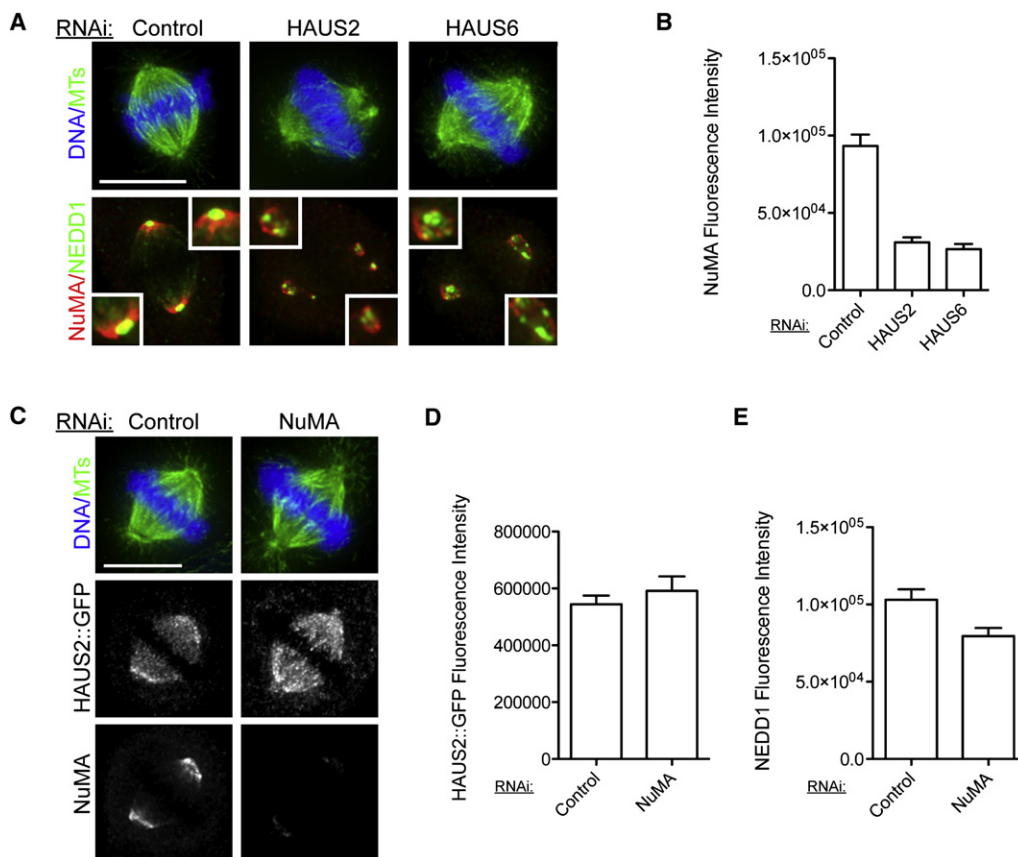 A
RNAi: Control HAUS2 HAUS6
DNA/MTs
NuMA/NEDD1
B
NuMA Fluorescence Intensity
1.5×10^05
1.0×10^05
5.0×10^04
0.0
RNAi:
Control
HAUS2
HAUS6
C
RNAi: Control NuMA
DNA/MTs
HAUS2::GFP
NuMA
D
HAUS2::GFP Fluorescence Intensity
800000
600000
400000
200000
0
RNAi:
Control
NuMA
E
NEDD1 Fluorescence Intensity
1.5×10^05
1.0×10^05
5.0×10^04
0.0
RNAi:
Control
NuMA